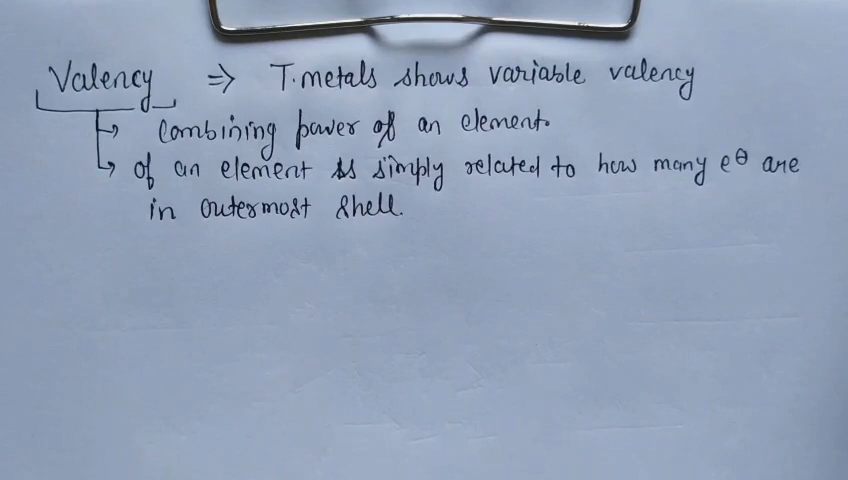 Valency ⇒ T.metals shows variable valency
↳ Combining power of an element.
↳ of an element is simply related to how many e⊖ are
in outermost shell.